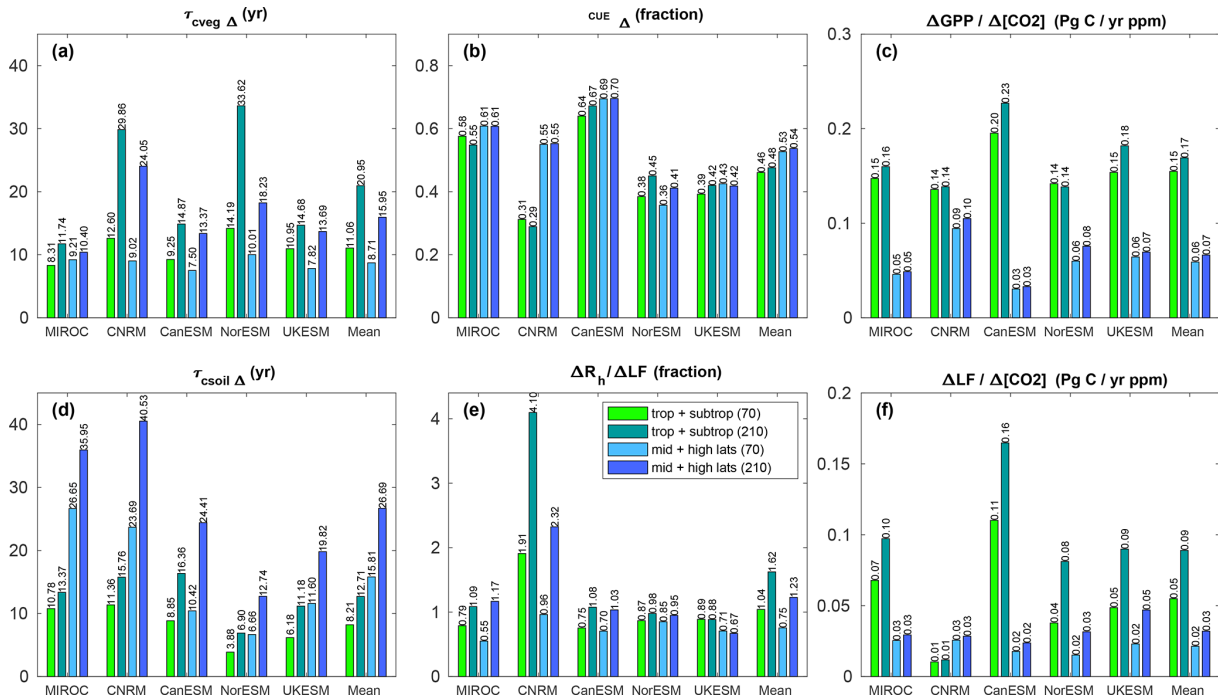 τcveg Δ (yr)
(a)
40
30
20
10
0
8.31 11.74 9.21 10.40
12.60 29.86 9.02 24.05
9.25 14.87 7.50 13.37
14.19 33.62 10.01 18.23
10.95 14.68 7.82 13.69
11.06 20.95 8.71 15.95
MIROC CNRM CanESM NorESM UKESM Mean
CUE Δ (fraction)
(b)
0.8
0.6
0.4
0.2
0
0.58 0.55 0.61 0.61
0.31 0.29 0.55 0.55
0.64 0.67 0.69 0.70
0.38 0.45 0.36 0.41
0.39 0.42 0.43 0.42
0.46 0.48 0.53 0.54
MIROC CNRM CanESM NorESM UKESM Mean
ΔGPP / Δ[CO2] (Pg C / yr ppm)
(c)
0.3
0.2
0.1
0
0.15 0.16 0.05 0.05
0.14 0.14 0.09 0.10
0.20 0.23 0.03 0.03
0.14 0.14 0.06 0.08
0.15 0.18 0.06 0.07
0.15 0.17 0.06 0.07
MIROC CNRM CanESM NorESM UKESM Mean
τcsoil Δ (yr)
(d)
40
30
20
10
0
10.78 13.37 26.65 35.95
11.36 15.76 23.69 40.53
8.85 16.36 10.42 24.41
3.88 6.90 6.66 12.74
6.18 11.18 11.60 19.82
8.21 12.71 15.81 26.69
MIROC CNRM CanESM NorESM UKESM Mean
ΔRh / ΔLF (fraction)
(e)
trop + subtrop (70)
trop + subtrop (210)
mid + high lats (70)
mid + high lats (210)
4
3
2
1
0
0.79 1.09 0.55 1.17
1.91 4.10 0.96 2.32
0.75 1.08 0.70 1.03
0.87 0.98 0.85 0.95
0.89 0.88 0.71 0.67
1.04 1.62 0.75 1.23
MIROC CNRM CanESM NorESM UKESM Mean
ΔLF / Δ[CO2] (Pg C / yr ppm)
(f)
0.2
0.15
0.1
0.05
0
0.07 0.10 0.03 0.03
0.01 0.01 0.03 0.03
0.11 0.16 0.02 0.02
0.04 0.08 0.02 0.03
0.05 0.09 0.02 0.05
0.05 0.09 0.02 0.03
MIROC CNRM CanESM NorESM UKESM Mean